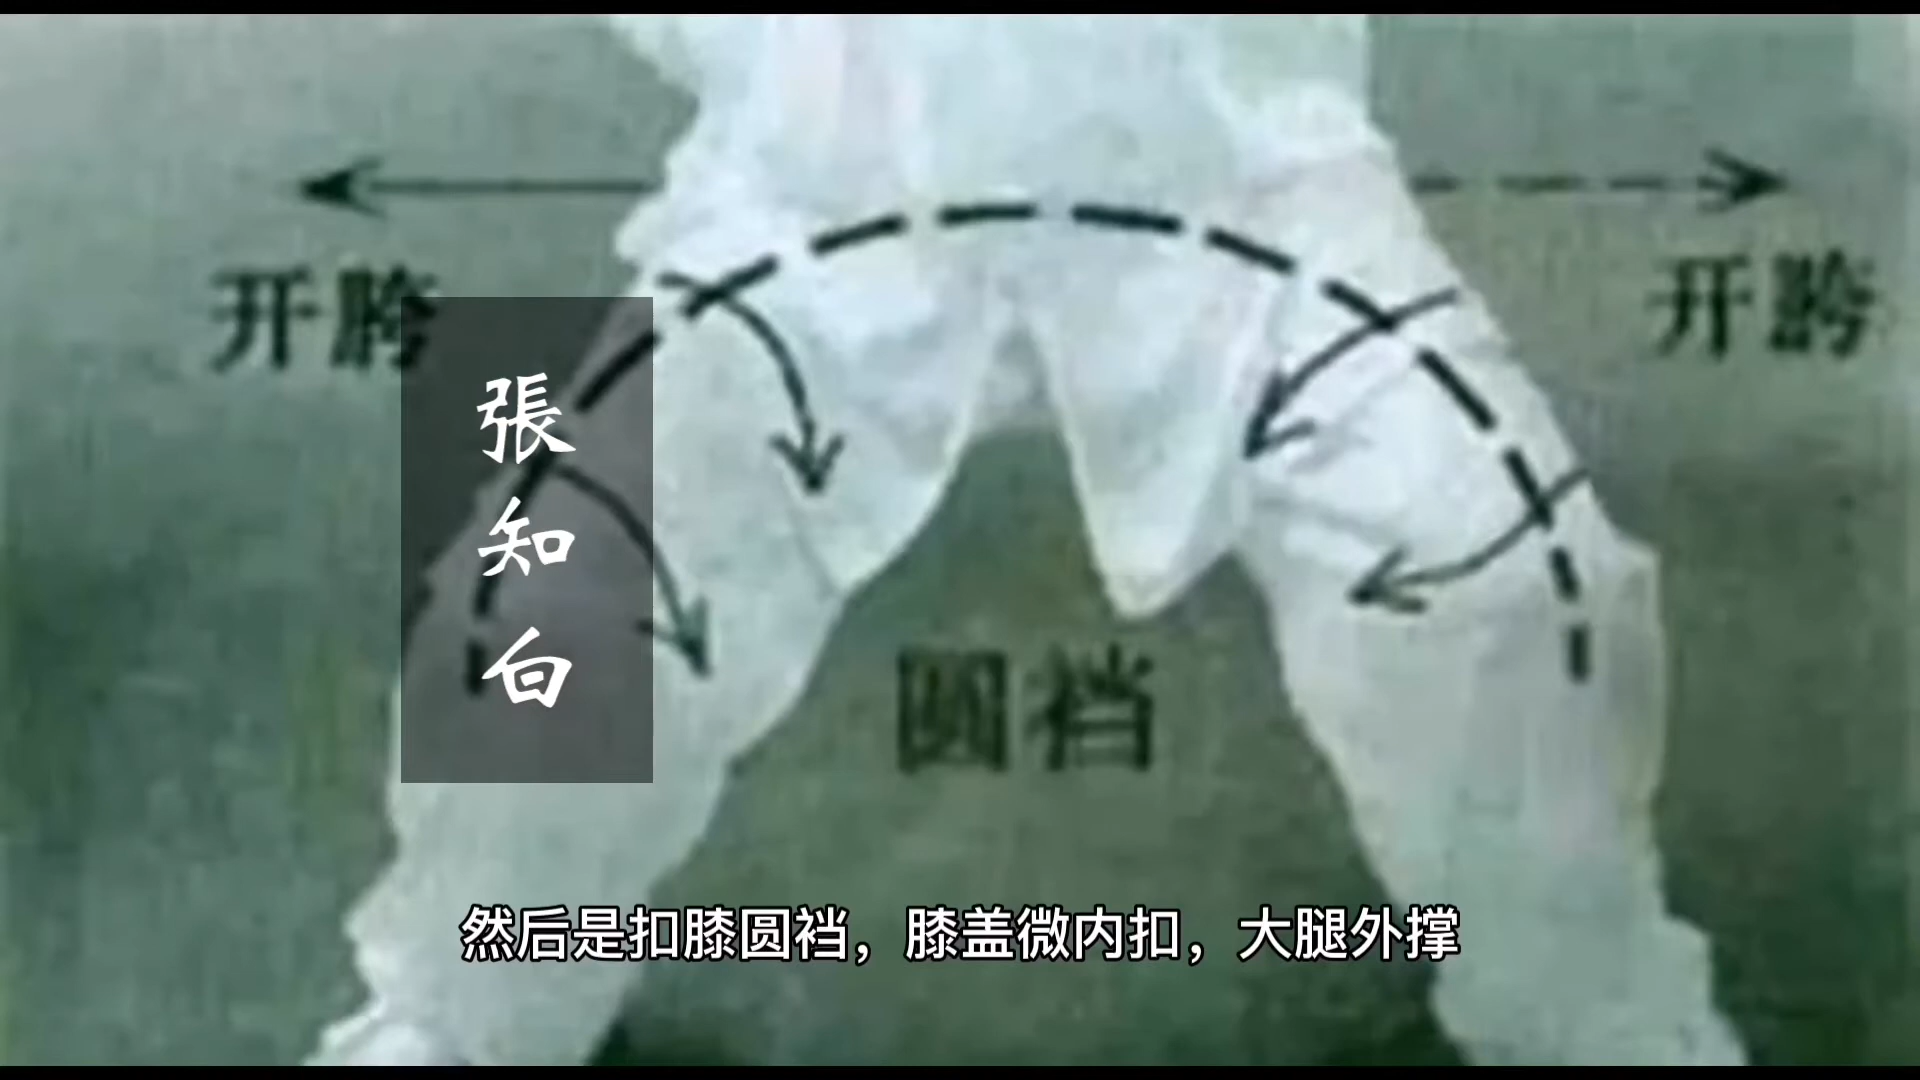 开胯
开胯
張知白
圆裆
然后是扣膝圆裆，膝盖微内扣，大腿外撑